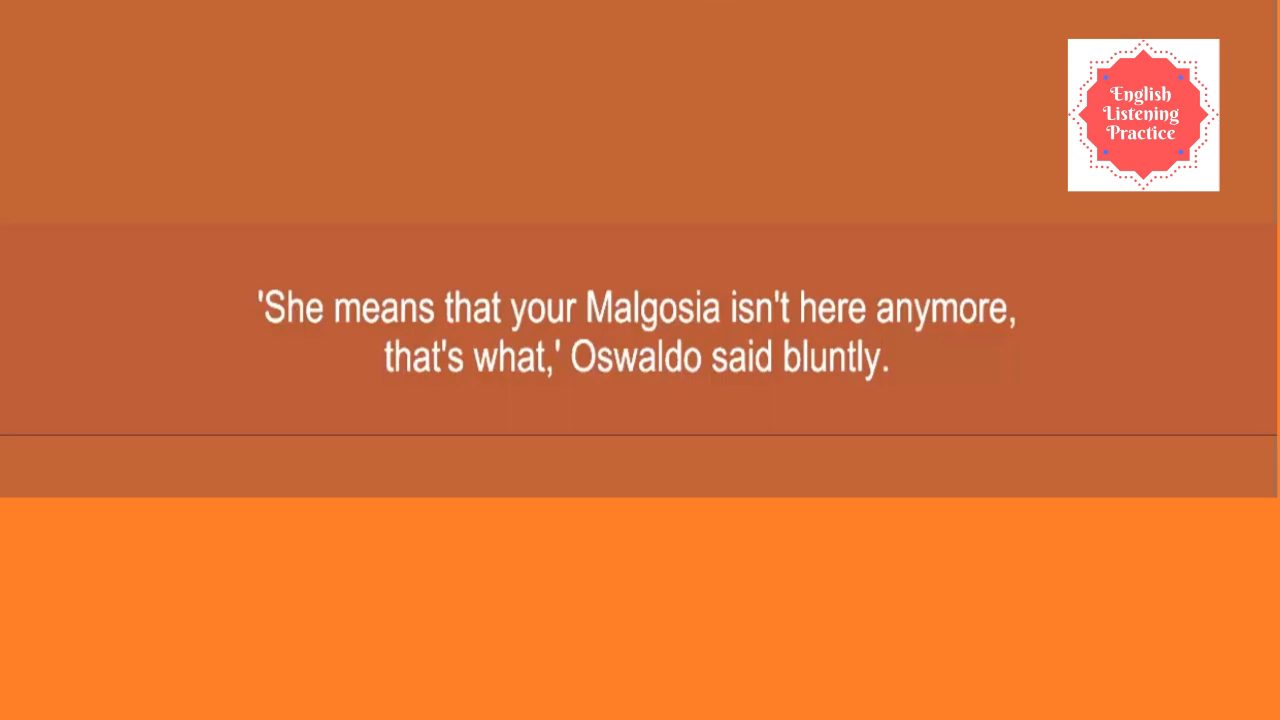 English
Listening
Practice
'She means that your Malgosia isn't here anymore,
that's what,' Oswaldo said bluntly.